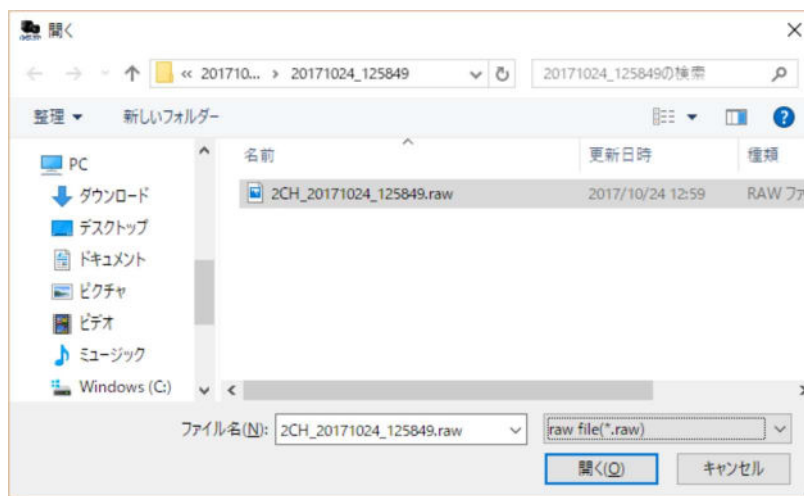 開く
« 201710... › 20171024_125849
20171024_125849の検索
整理
新しいフォルダー
名前
更新日時
種類
PC
ダウンロード
デスクトップ
ドキュメント
ピクチャ
ビデオ
ミュージック
Windows (C:)
2CH_20171024_125849.raw
2017/10/24 12:59
RAW ファ
ファイル名(N):
2CH_20171024_125849.raw
raw file(*.raw)
開く(O)
キャンセル